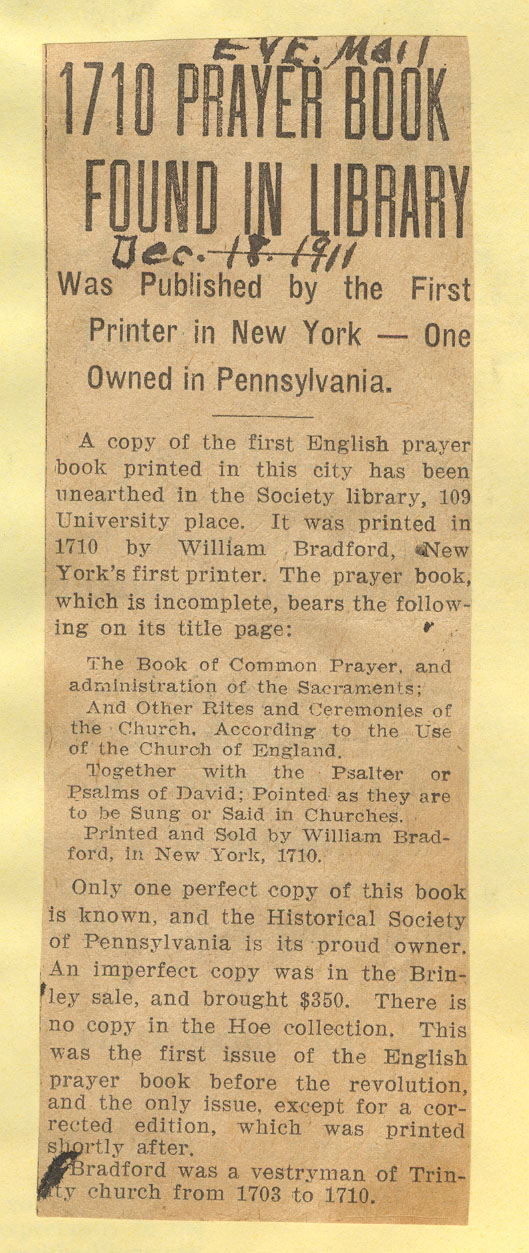 EVE. Mail
1710 PRAYER BOOK
FOUND IN LIBRARY
Dec. 18. 1911
Was Published by the First
Printer in New York — One
Owned in Pennsylvania.
A copy of the first English prayer
book printed in this city has been
unearthed in the Society library, 109
University place. It was printed in
1710 by William Bradford, New
York's first printer. The prayer book,
which is incomplete, bears the follow-
ing on its title page:
The Book of Common Prayer, and
administration of the Sacraments;
And Other Rites and Ceremonies of
the Church, According to the Use
of the Church of England.
Together with the Psalter or
Psalms of David; Pointed as they are
to be Sung or Said in Churches.
Printed and Sold by William Brad-
ford, in New York, 1710.
Only one perfect copy of this book
is known, and the Historical Society
of Pennsylvania is its proud owner.
An imperfect copy was in the Brin-
ley sale, and brought $350. There is
no copy in the Hoe collection. This
was the first issue of the English
prayer book before the revolution,
and the only issue, except for a cor-
rected edition, which was printed
shortly after.
Bradford was a vestryman of Trin-
ity church from 1703 to 1710.